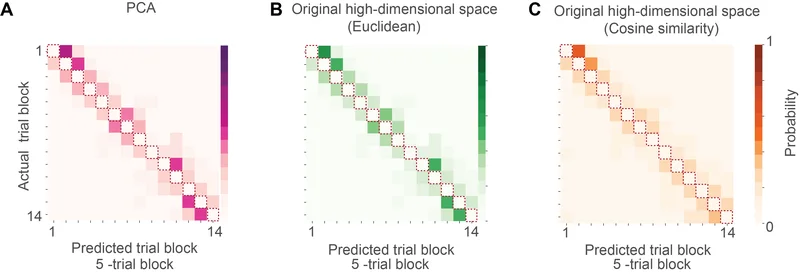 A
PCA
Actual trial block
1
14
1
14
Predicted trial block
5 -trial block
B
Original high-dimensional space
(Euclidean)
1
14
Predicted trial block
5 -trial block
C
Original high-dimensional space
(Cosine similarity)
1
14
Predicted trial block
5 -trial block
1
0
Probability